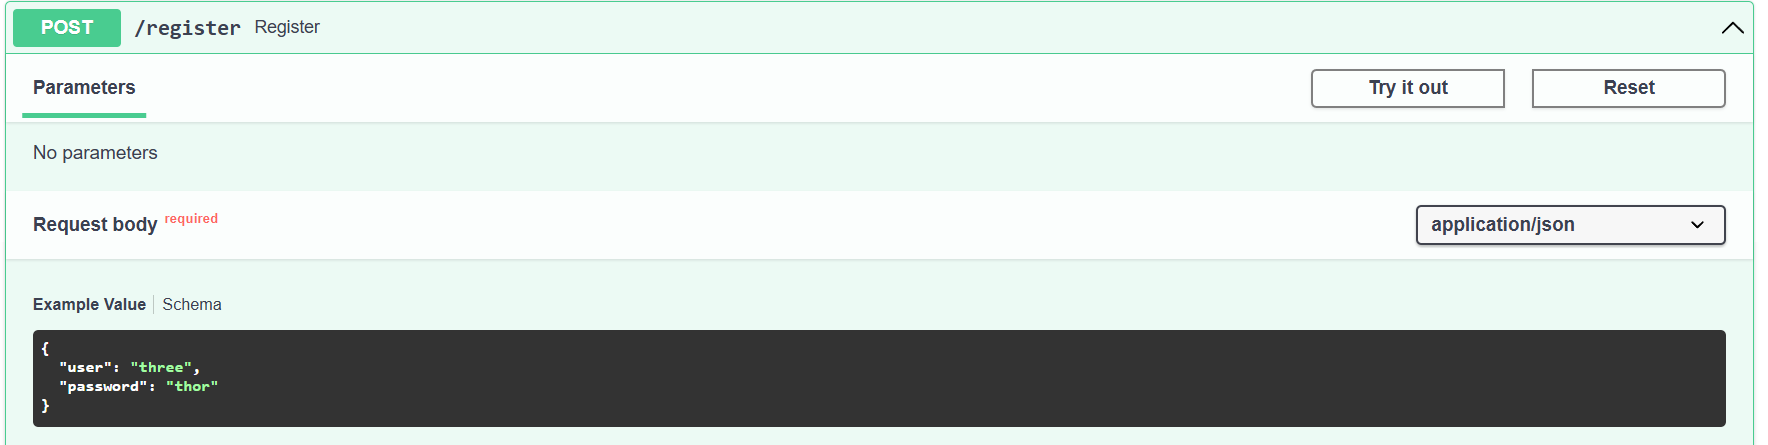 POST /register Register
Parameters
Try it out
Reset
No parameters
Request body required
application/json
Example Value Schema
{
  "user": "three",
  "password": "thor"
}